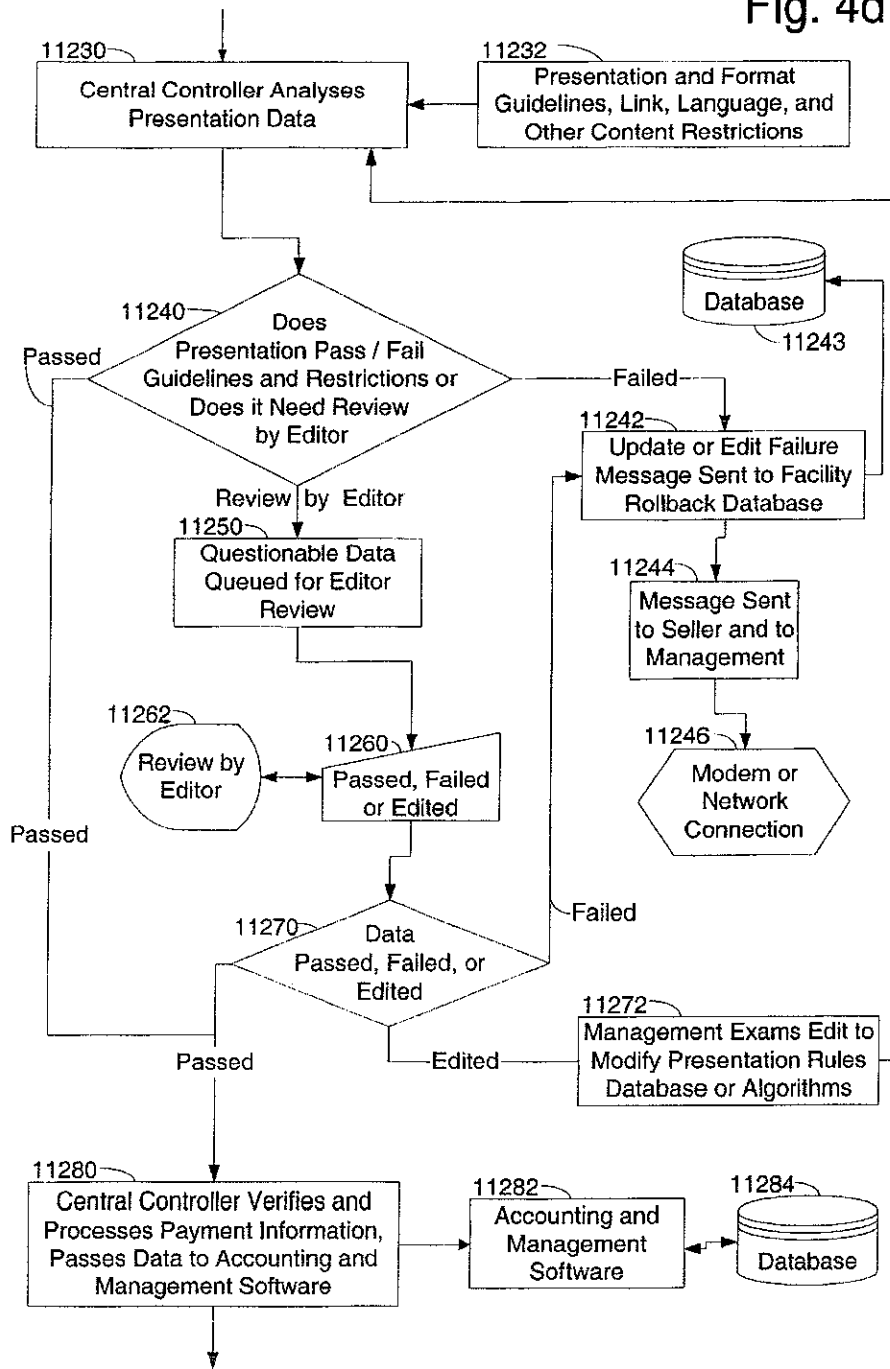 Fig. 4d
11230
Central Controller Analyses
Presentation Data
11232
Presentation and Format
Guidelines, Link, Language, and
Other Content Restrictions
Database
11243
11240
Does
Presentation Pass / Fail
Guidelines and Restrictions or
Does it Need Review
by Editor
Passed
Failed
Review by Editor
11242
Update or Edit Failure
Message Sent to Facility
Rollback Database
11250
Questionable Data
Queued for Editor
Review
11244
Message Sent
to Seller and to
Management
11262
Review by
Editor
11260
Passed, Failed
or Edited
11246
Modem or
Network
Connection
Passed
11270
Data
Passed, Failed, or
Edited
Failed
Passed
Edited
11272
Management Exams Edit to
Modify Presentation Rules
Database or Algorithms
11280
Central Controller Verifies and
Processes Payment Information,
Passes Data to Accounting and
Management Software
11282
Accounting and
Management
Software
11284
Database